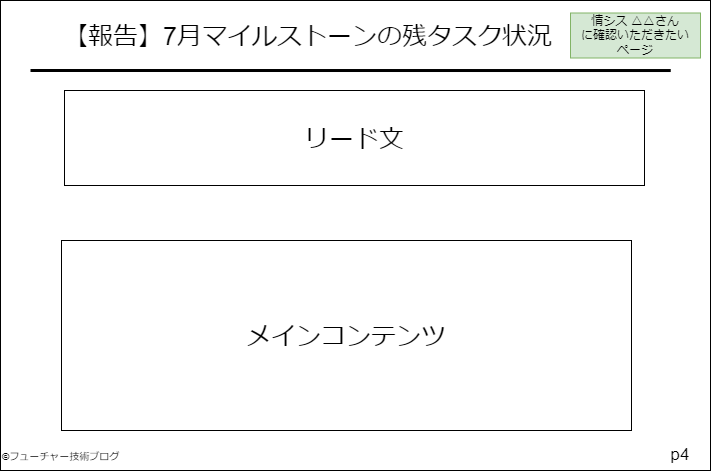 【報告】7月マイルストーンの残タスク状況
情シス △△さん
に確認いただきたい
ページ
リード文
メインコンテンツ
©フューチャー技術ブログ
p4